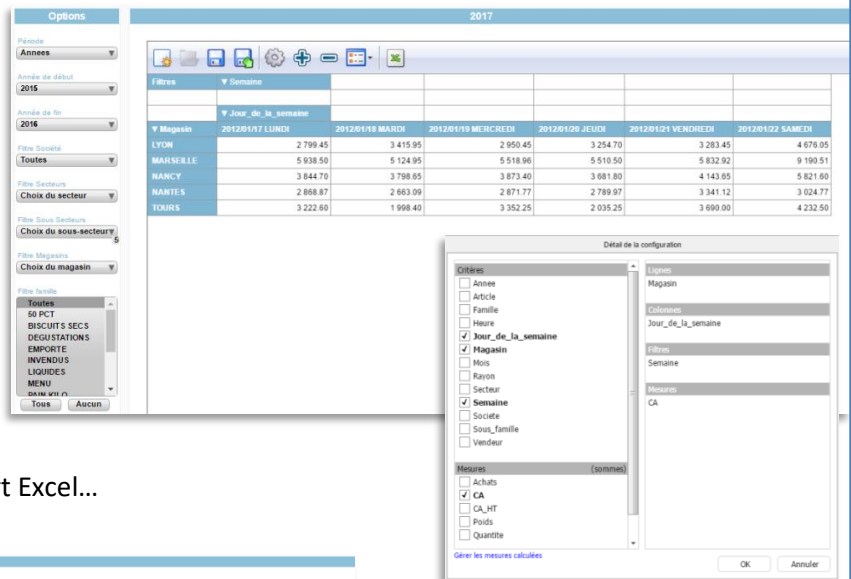 Options
2017
Période
Annees
Année de début
2015
Année de fin
2016
Filtre Société
Toutes
Filtre Secteurs
Choix du secteur
Filtre Sous Secteurs
Choix du sous-secteur
5
Filtre Magasins
Choix du magasin
Filtre famille
Toutes
50 PCT
BISCUITS SECS
DEGUSTATIONS
EMPORTE
INVENDUS
LIQUIDES
MENU
PAIN KILO
Tous Aucun
Filtres Semaine
Jour_de_la_semaine
Magasin 2012/01/17 LUNDI 2012/01/18 MARDI 2012/01/19 MERCREDI 2012/01/20 JEUDI 2012/01/21 VENDREDI 2012/01/22 SAMEDI
LYON 2 799.45 3 415.95 2 950.45 3 254.70 3 283.45 4 676.05
MARSEILLE 5 938.50 5 124.95 5 518.96 5 510.50 5 832.92 9 190.51
NANCY 3 844.70 3 798.65 3 873.40 3 681.80 4 143.65 5 821.60
NANTES 2 868.87 2 663.09 2 871.77 2 789.97 3 341.12 3 024.77
TOURS 3 222.60 1 998.40 3 352.25 2 035.25 3 690.00 4 232.50
Détail de la configuration
Critères
Annee
Article
Famille
Heure
Jour_de_la_semaine
Magasin
Mois
Rayon
Secteur
Semaine
Societe
Sous_famille
Vendeur
Mesures (sommes)
Achats
CA
CA_HT
Poids
Quantite
Gérer les mesures calculées
Lignes
Magasin
Colonnes
Jour_de_la_semaine
Filtres
Semaine
Mesures
CA
OK Annuler
t Excel…